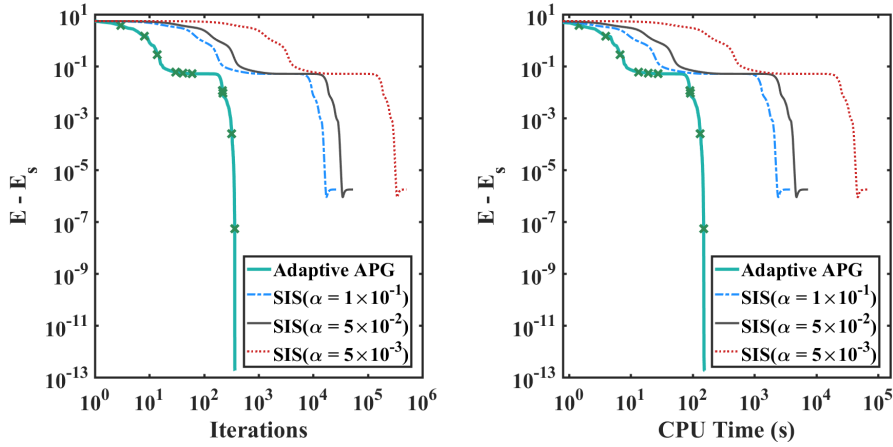 10^1
10^-1
10^-3
10^-5
10^-7
10^-9
10^-11
10^-13
E - E_s
Adaptive APG
SIS(α = 1×10^-1)
SIS(α = 5×10^-2)
SIS(α = 5×10^-3)
10^0 10^1 10^2 10^3 10^4 10^5 10^6
Iterations
10^1
10^-1
10^-3
10^-5
10^-7
10^-9
10^-11
10^-13
E - E_s
Adaptive APG
SIS(α = 1×10^-1)
SIS(α = 5×10^-2)
SIS(α = 5×10^-3)
10^0 10^1 10^2 10^3 10^4 10^5
CPU Time (s)